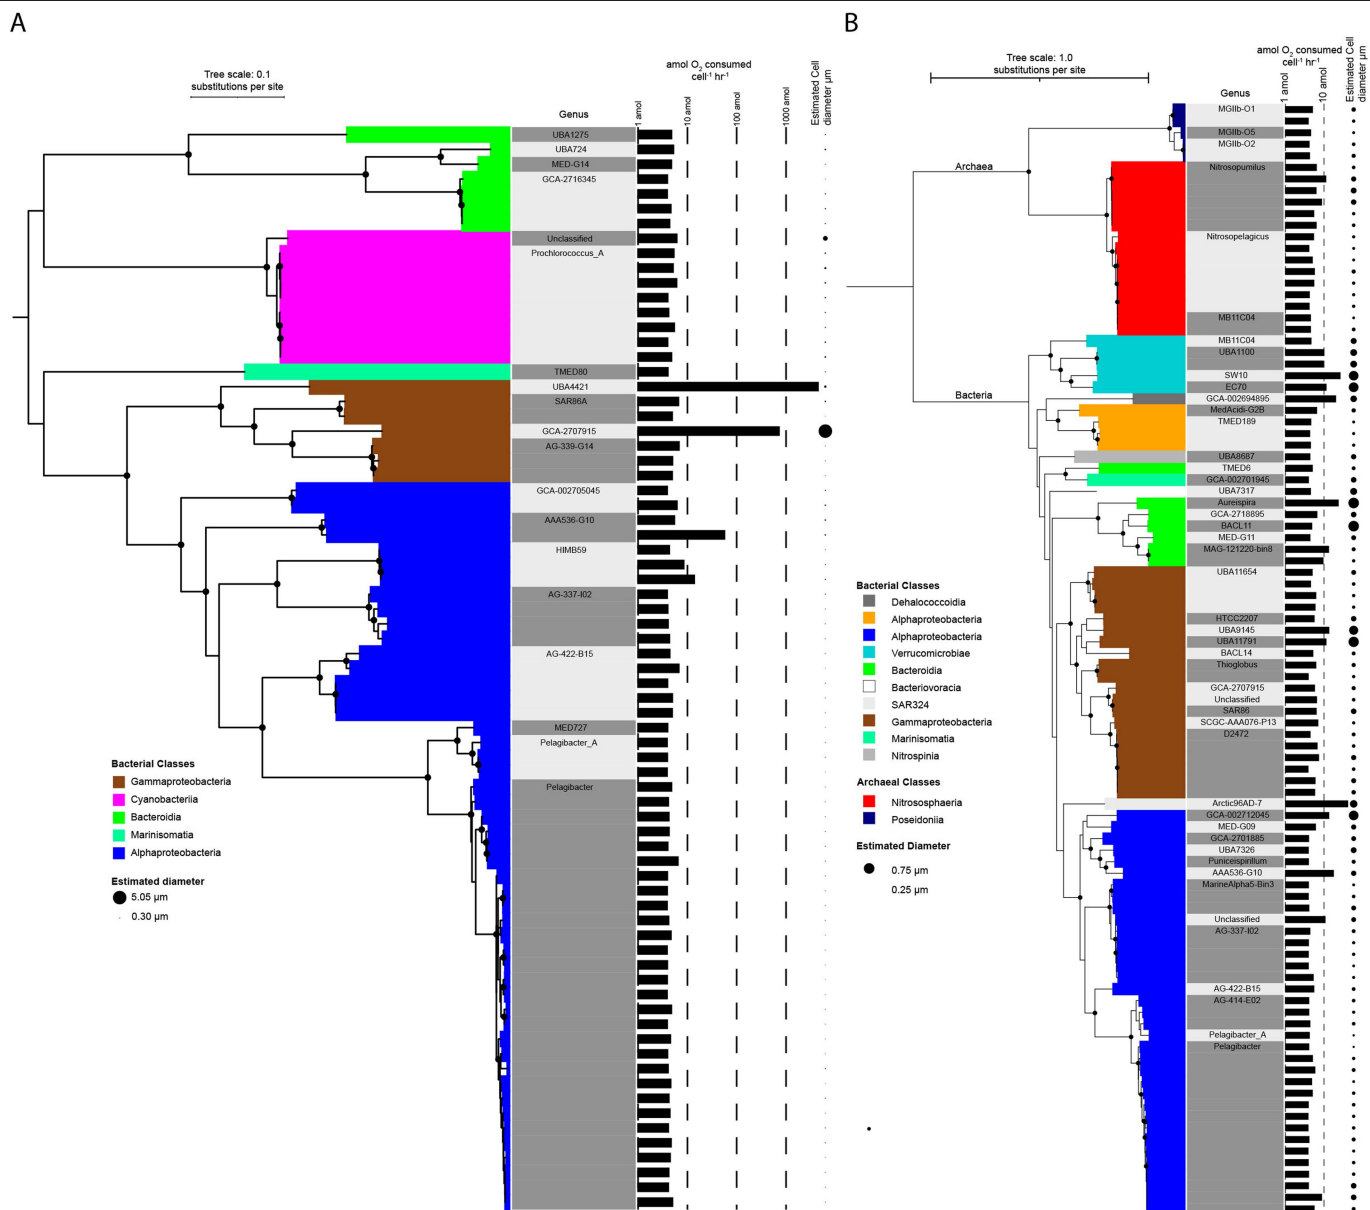 A
Tree scale: 0.1
substitutions per site
Genus
amol O2 consumed
cell-1 hr-1
1 amol
10 amol
100 amol
1000 amol
Estimated Cell
diameter µm
UBA1275
UBA724
MED-G14
GCA-2716345
Unclassified
Prochlorococcus_A
TMED80
UBA4421
SAR86A
GCA-2707915
AG-339-G14
GCA-002705045
AAA536-G10
HIMB59
AG-337-I02
AG-422-B15
MED727
Pelagibacter_A
Pelagibacter
Bacterial Classes
Gammaproteobacteria
Cyanobacteriia
Bacteroidia
Marinisomatia
Alphaproteobacteria
Estimated diameter
5.05 µm
0.30 µm
B
Tree scale: 1.0
substitutions per site
Genus
amol O2 consumed
cell-1 hr-1
1 amol
10 amol
Estimated Cell
diameter µm
Archaea
Bacteria
MGIIb-O1
MGIIb-O5
MGIIb-O2
Nitrosopumilus
Nitrosopelagicus
MB11C04
MB11C04
UBA1100
SW10
EC70
GCA-002694895
MedAcidi-G2B
TMED189
UBA8687
TMED6
GCA-002701945
UBA7317
Aureispira
GCA-2718895
BACL11
MED-G11
MAG-121220-bin8
UBA11654
HTCC2207
UBA9145
UBA11791
BACL14
Thioglobus
GCA-2707915
Unclassified
SAR86
SCGC-AAA076-P13
D2472
Arctic96AD-7
GCA-002712045
MED-G09
GCA-2701885
UBA7326
Puniceispirillum
AAA536-G10
MarineAlpha5-Bin3
Unclassified
AG-337-I02
AG-422-B15
AG-414-E02
Pelagibacter_A
Pelagibacter
Bacterial Classes
Dehalococcoidia
Alphaproteobacteria
Alphaproteobacteria
Verrucomicrobiae
Bacteroidia
Bacteriovoracia
SAR324
Gammaproteobacteria
Marinisomatia
Nitrospinia
Archaeal Classes
Nitrososphaeria
Poseidoniia
Estimated Diameter
0.75 µm
0.25 µm